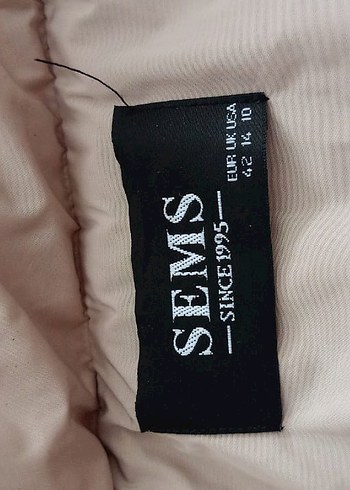 SEMS
SINCE 1995
EUR UK USA
42 14 10